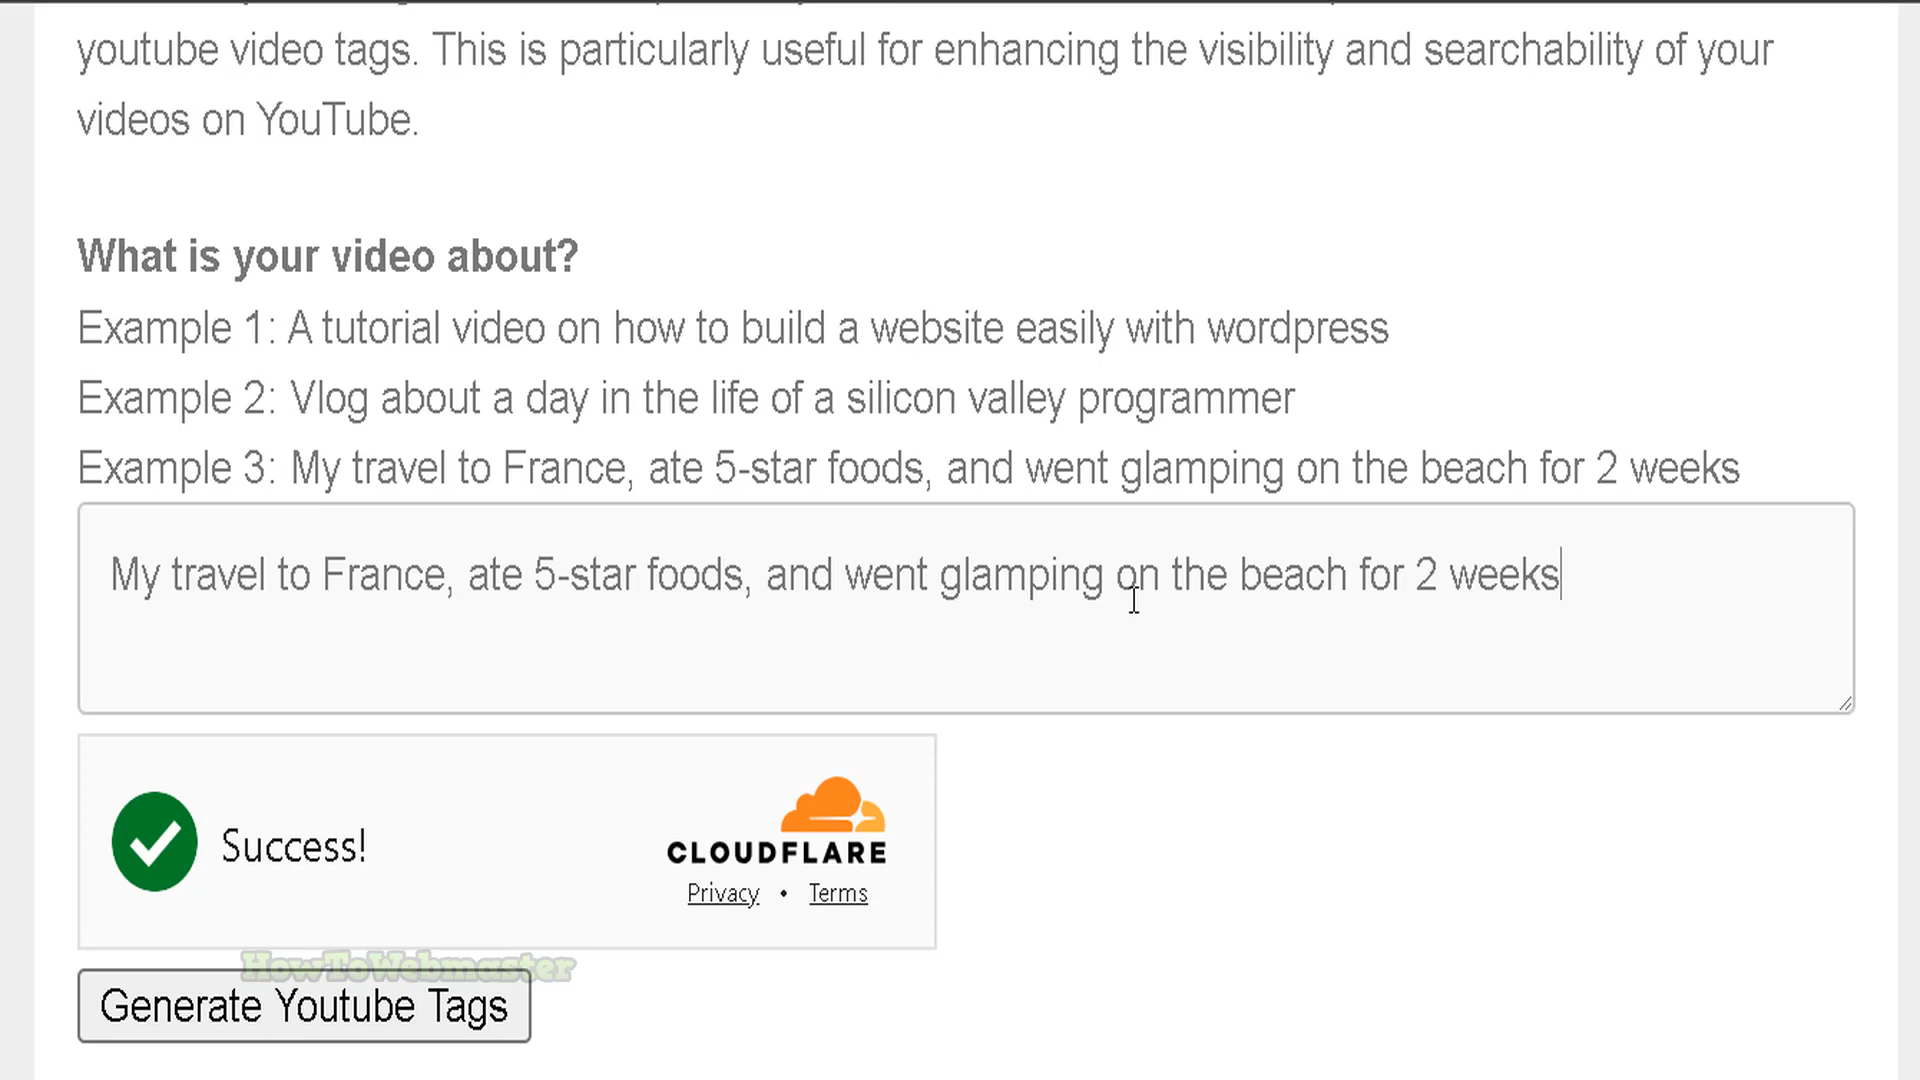 youtube video tags. This is particularly useful for enhancing the visibility and searchability of your
videos on YouTube.
What is your video about?
Example 1: A tutorial video on how to build a website easily with wordpress
Example 2: Vlog about a day in the life of a silicon valley programmer
Example 3: My travel to France, ate 5-star foods, and went glamping on the beach for 2 weeks
My travel to France, ate 5-star foods, and went glamping on the beach for 2 weeks
Success!
CLOUDFLARE
Privacy • Terms
HowToWebmaster
Generate Youtube Tags